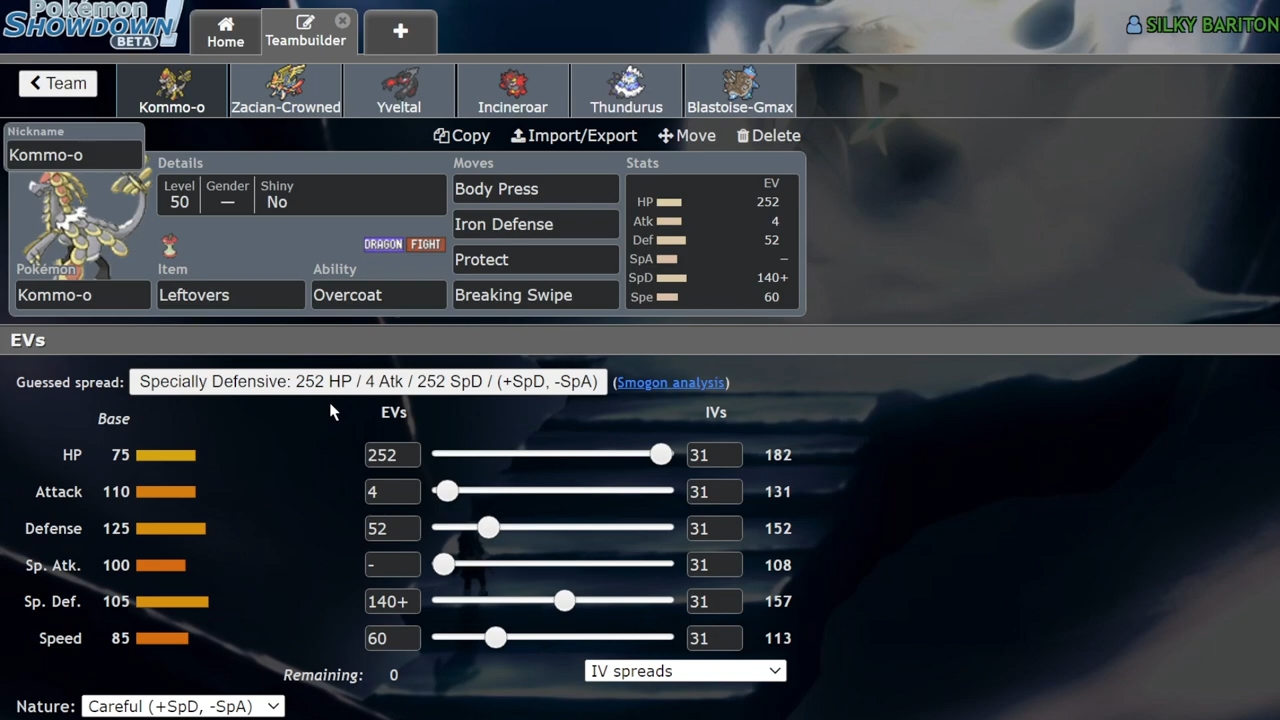 Pokémon
SHOWDOWN!
BETA
Home
Teambuilder
SILKY BARITON
Team
Kommo-o
Zacian-Crowned
Yveltal
Incineroar
Thundurus
Blastoise-Gmax
Copy
Import/Export
Move
Delete
Nickname
Kommo-o
Details
Level Gender Shiny
50 — No
DRAGON FIGHT
Pokémon
Kommo-o
Item
Leftovers
Ability
Overcoat
Moves
Body Press
Iron Defense
Protect
Breaking Swipe
Stats
EV
HP 252
Atk 4
Def 52
SpA –
SpD 140+
Spe 60
EVs
Guessed spread: Specially Defensive: 252 HP / 4 Atk / 252 SpD / (+SpD, -SpA) (Smogon analysis)
Base EVs IVs
HP 75 252 31 182
Attack 110 4 31 131
Defense 125 52 31 152
Sp. Atk. 100 - 31 108
Sp. Def. 105 140+ 31 157
Speed 85 60 31 113
Remaining: 0
IV spreads
Nature: Careful (+SpD, -SpA)